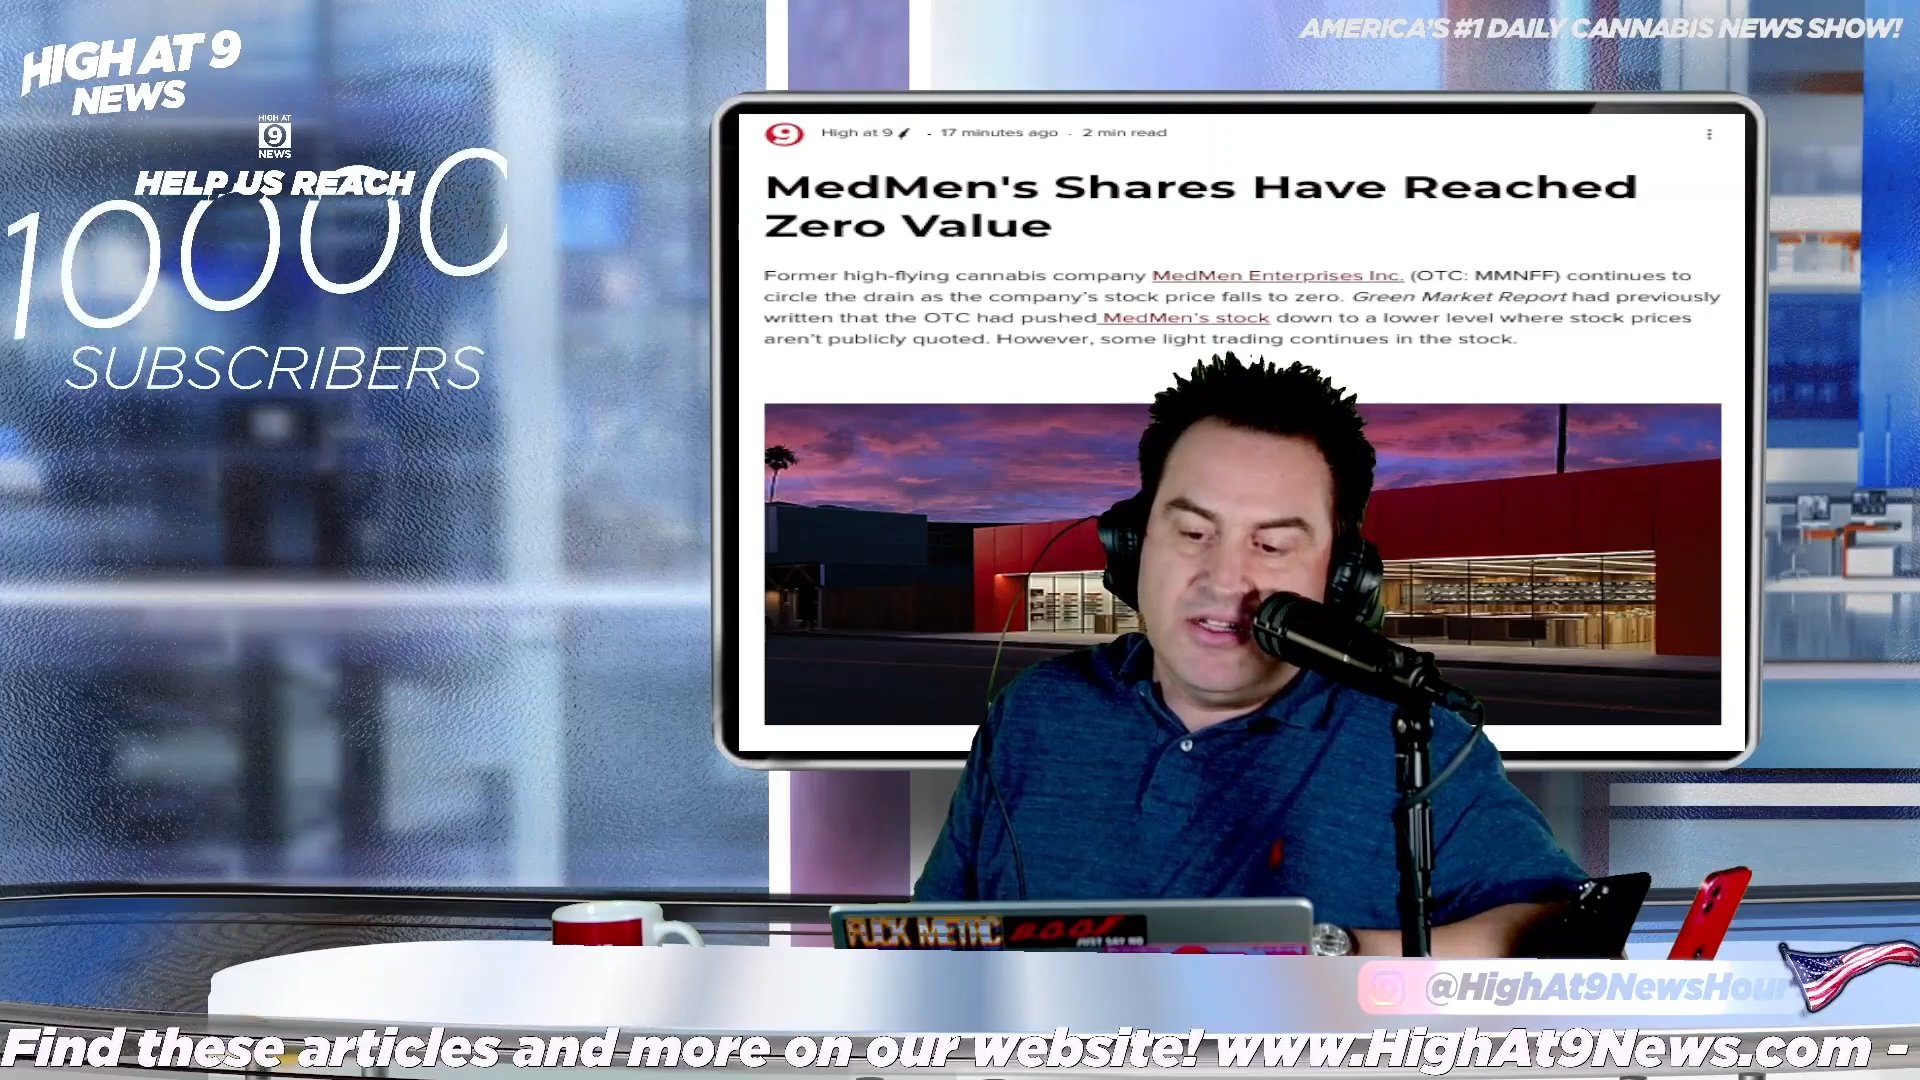 HIGH AT 9
NEWS
AMERICA'S #1 DAILY CANNABIS NEWS SHOW!
HIGH AT
9
NEWS
HELP US REACH
10000
SUBSCRIBERS
9 High at 9 - 17 minutes ago · 2 min read
MedMen's Shares Have Reached
Zero Value
Former high-flying cannabis company MedMen Enterprises Inc. (OTC: MMNFF) continues to
circle the drain as the company's stock price falls to zero. Green Market Report had previously
written that the OTC had pushed MedMen's stock down to a lower level where stock prices
aren't publicly quoted. However, some light trading continues in the stock.
JUST SAY NO
@HighAt9NewsHour
Find these articles and more on our website! www.HighAt9News.com -